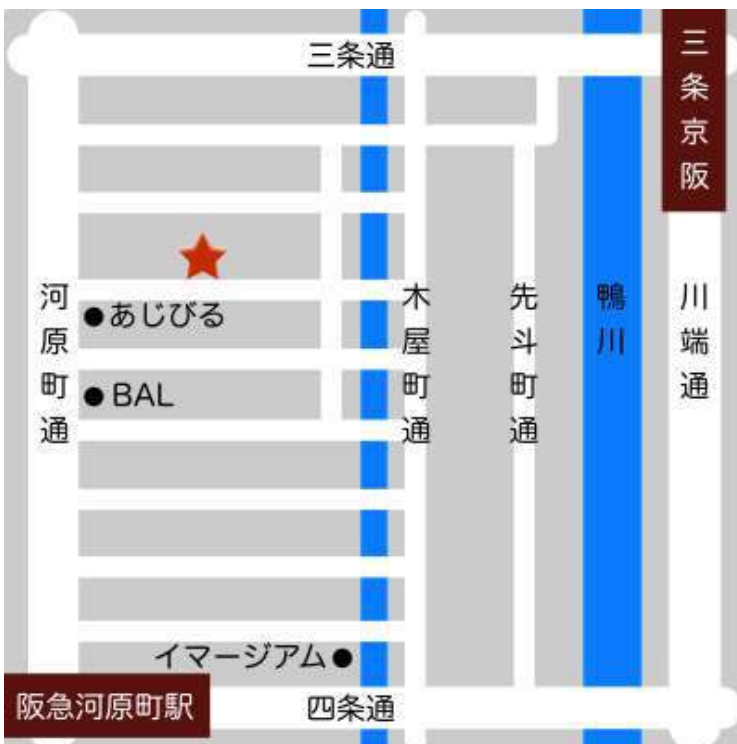 三条通
三条京阪
河原町通
木屋町通
先斗町通
鴨川
川端通
●あじびる
●BAL
イマージアム●
阪急河原町駅
四条通